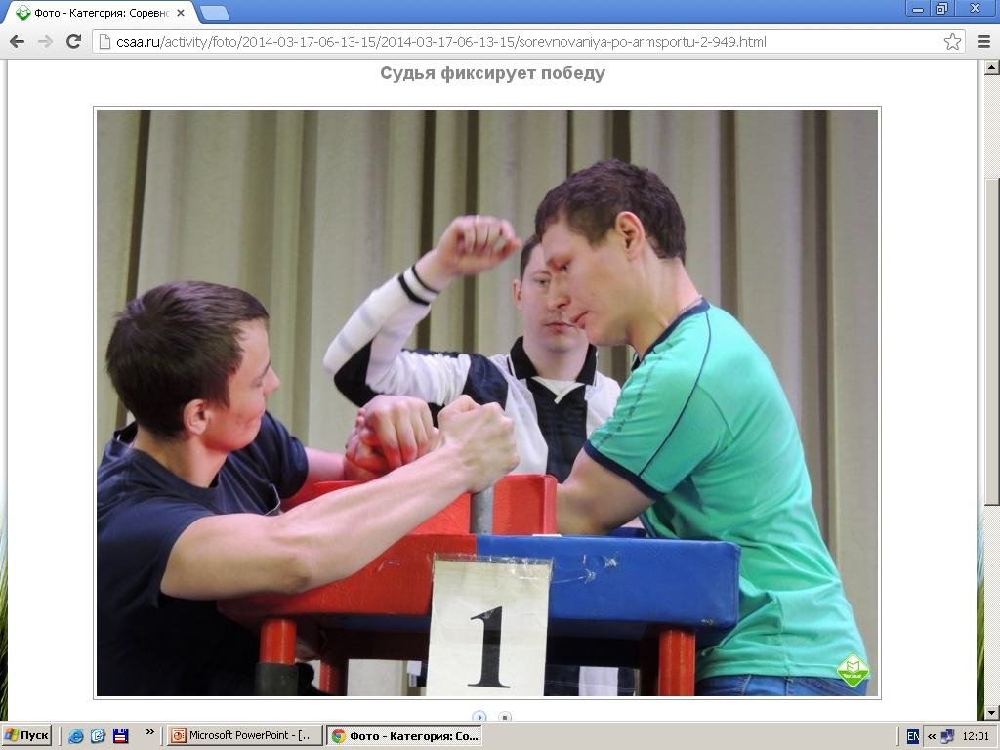 Фото - Категория: Соревнс
csaa.ru/activity/foto/2014-03-17-06-13-15/2014-03-17-06-13-15/sorevnovaniya-po-armsportu-2-949.html
Судья фиксирует победу
1
Пуск
»
Microsoft PowerPoint - [...
Фото - Категория: Со...
EN
«
12:01